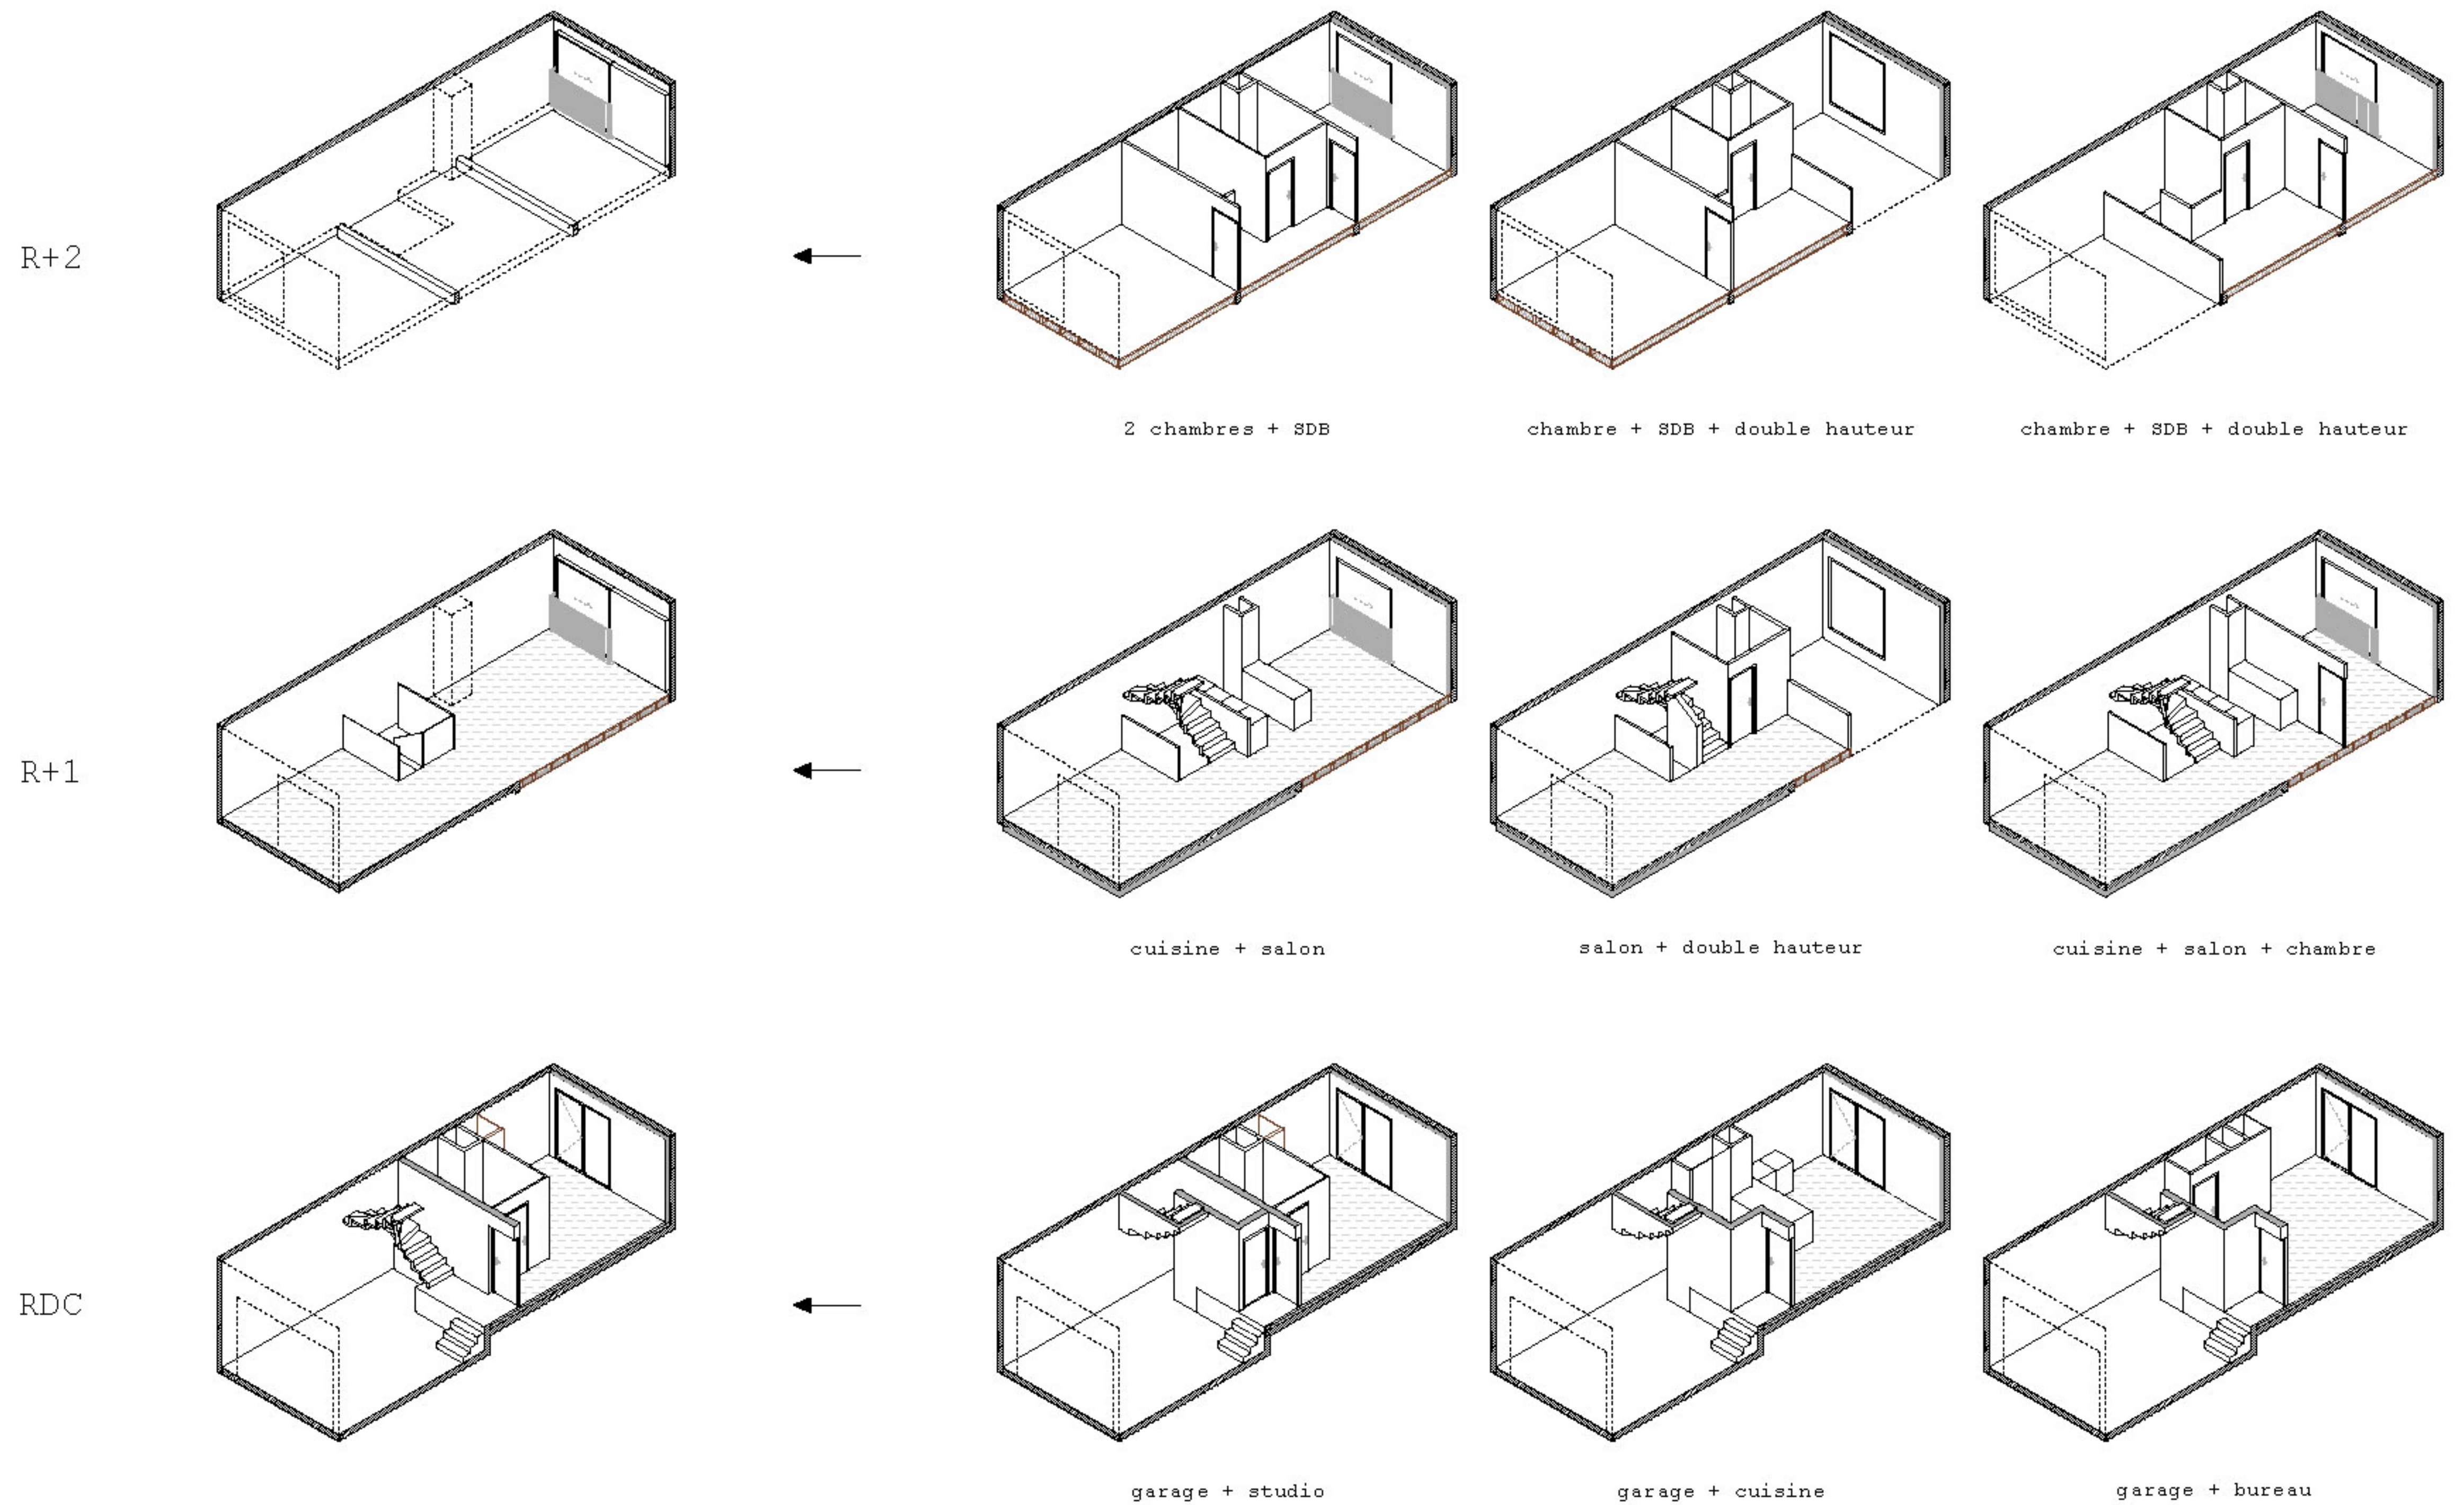 R+2
2 chambres + SDB
chambre + SDB + double hauteur
chambre + SDB + double hauteur
R+1
cuisine + salon
salon + double hauteur
cuisine + salon + chambre
RDC
garage + studio
garage + cuisine
garage + bureau